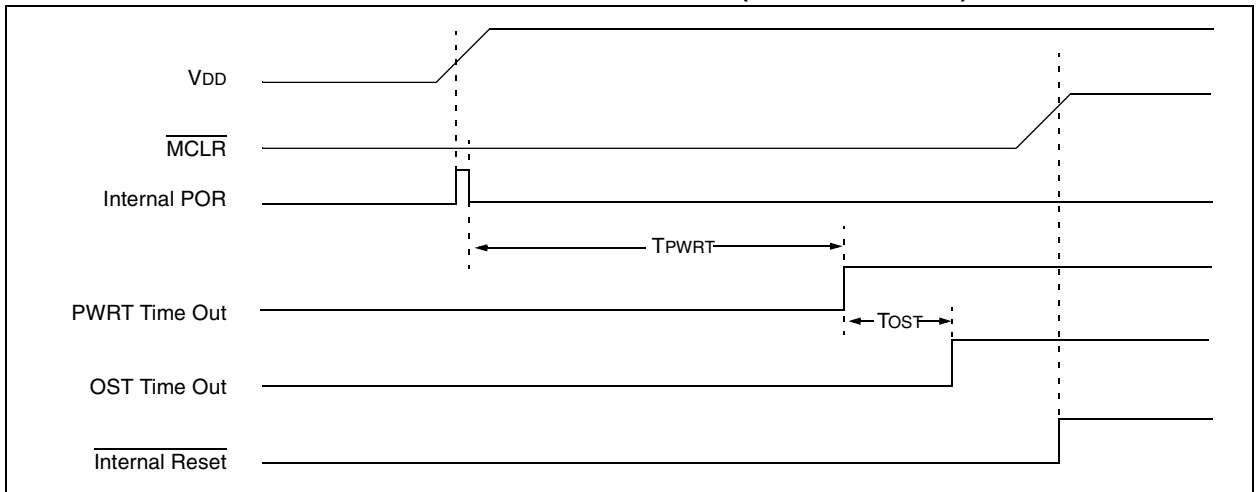 VDD
MCLR
Internal POR
TPWRT
PWRT Time Out
TOST
OST Time Out
Internal Reset